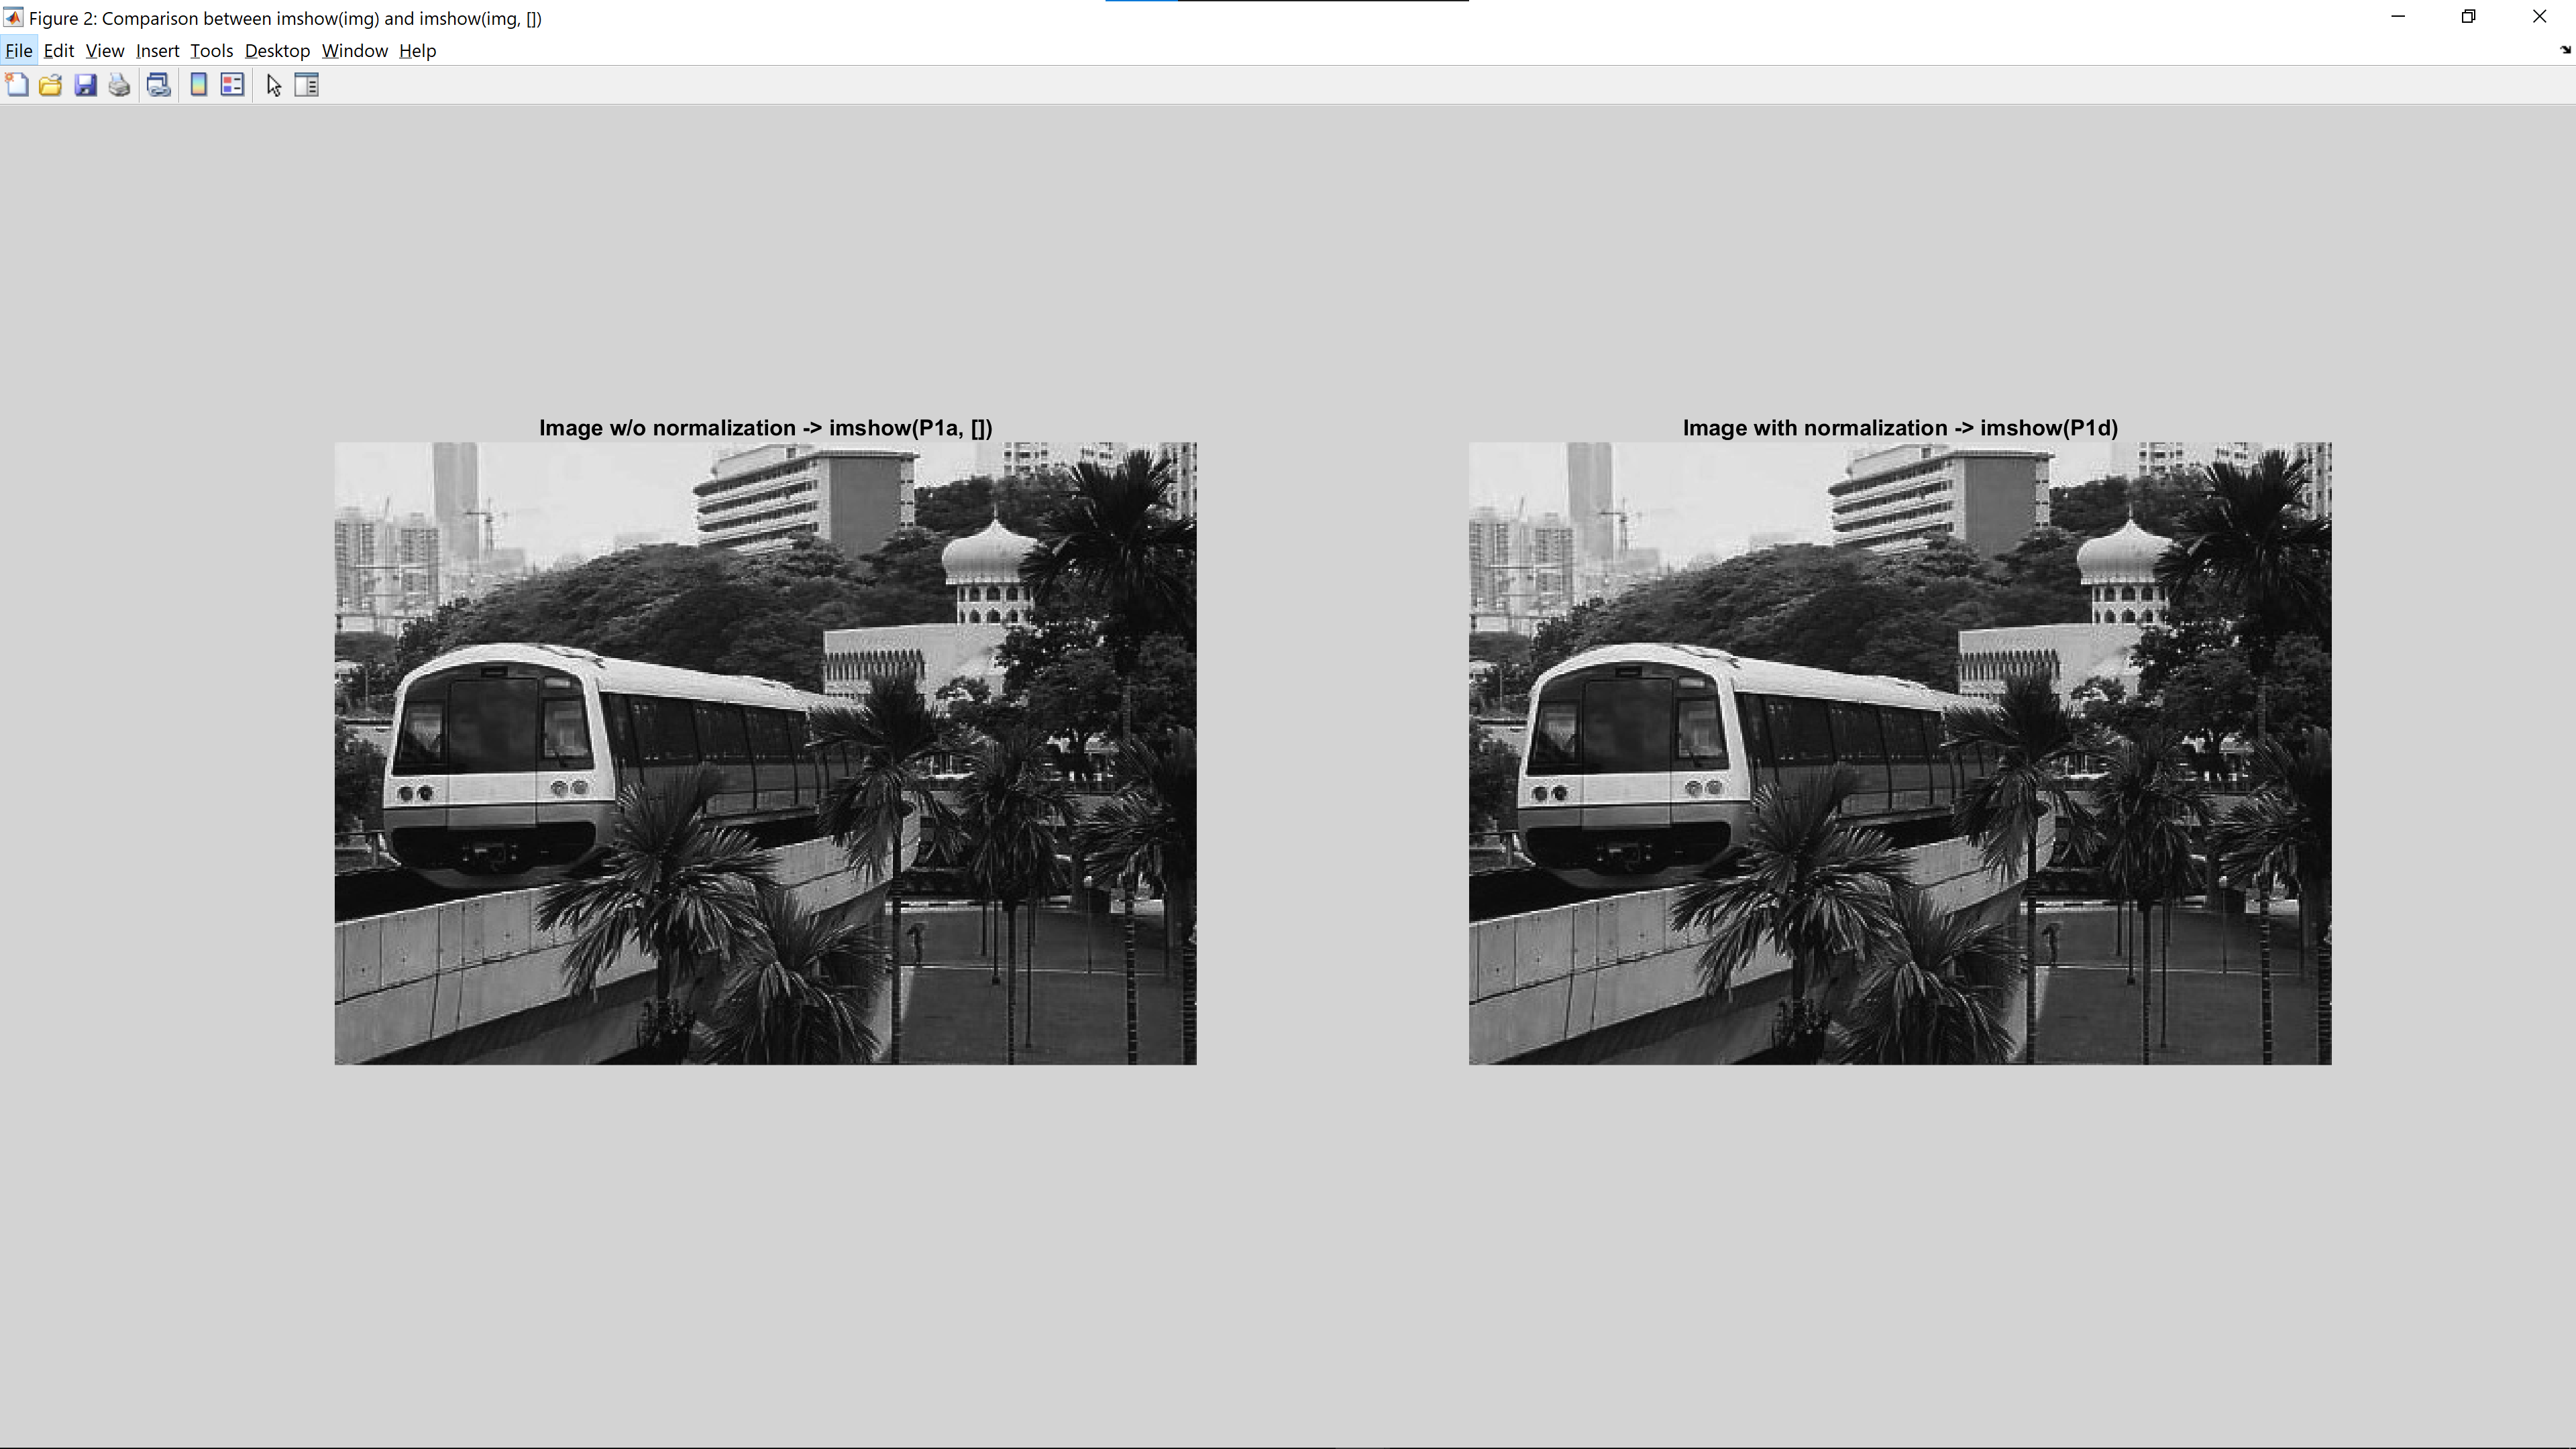 Figure 2: Comparison between imshow(img) and imshow(img, [])
File Edit View Insert Tools Desktop Window Help
Image w/o normalization -> imshow(P1a, [])
Image with normalization -> imshow(P1d)